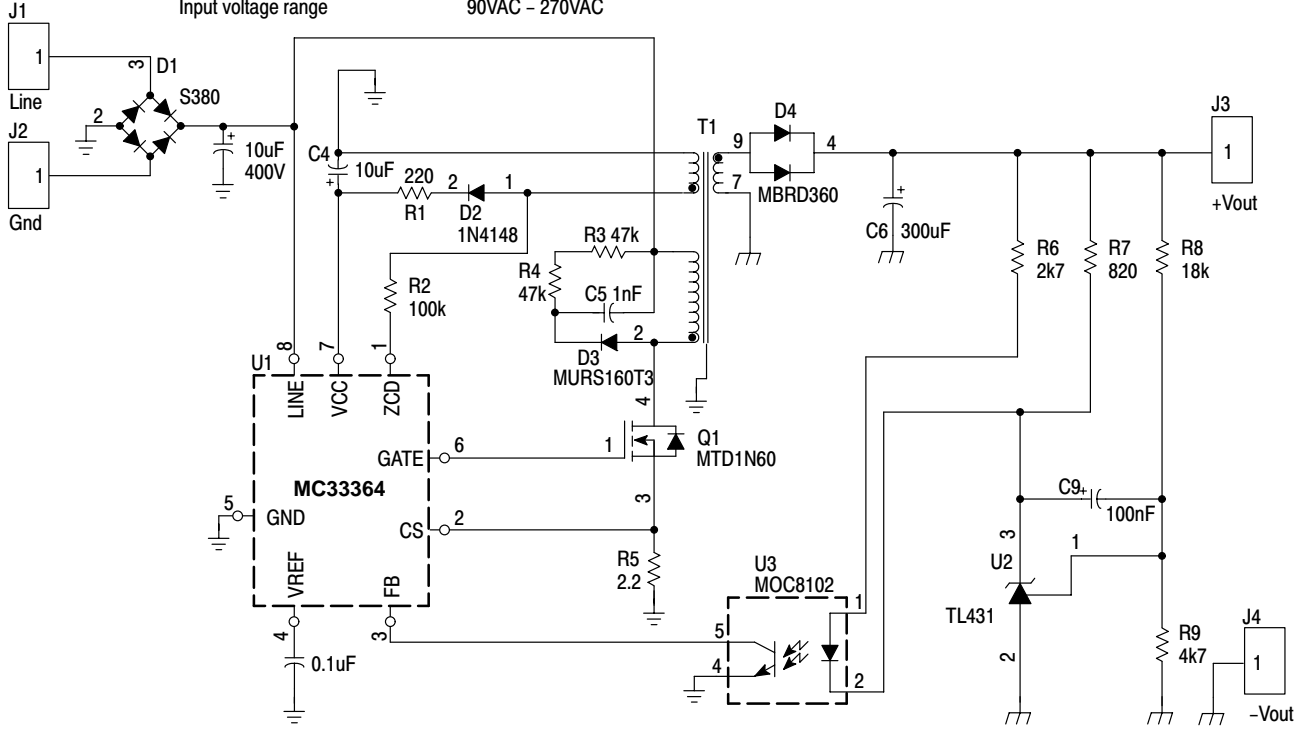 Input voltage range 90VAC – 270VAC
J1
1
Line
J2
1
Gnd
3
D1
S380
2
+
10uF
400V
C4
+
10uF
220
R1
2
1
D2
1N4148
R2
100k
R3 47k
R4
47k
C5 1nF
2
D3
MURS160T3
T1
9
7
D4
4
MBRD360
+
C6 300uF
R6
2k7
R7
820
R8
18k
J3
1
+Vout
U1
8
7
1
LINE
VCC
ZCD
GATE
6
MC33364
5
GND
CS
2
VREF
FB
4
3
0.1uF
4
1
Q1
MTD1N60
3
R5
2.2
U3
MOC8102
5
4
1
2
C9
+
100nF
3
U2
1
TL431
2
R9
4k7
J4
1
–Vout